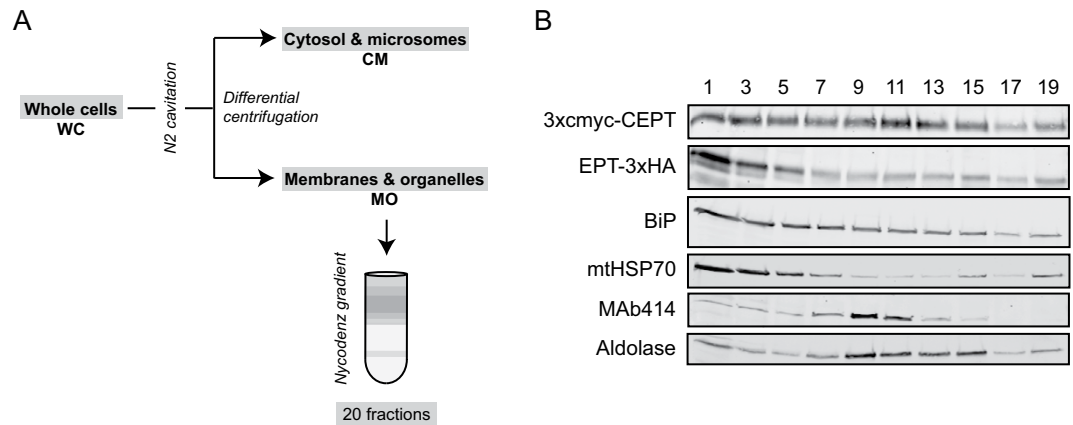 A
Whole cells
WC
N2 cavitation
Differential
centrifugation
Cytosol & microsomes
CM
Membranes & organelles
MO
Nycodenz gradient
20 fractions
B
1 3 5 7 9 11 13 15 17 19
3xcmyc-CEPT
EPT-3xHA
BiP
mtHSP70
MAb414
Aldolase